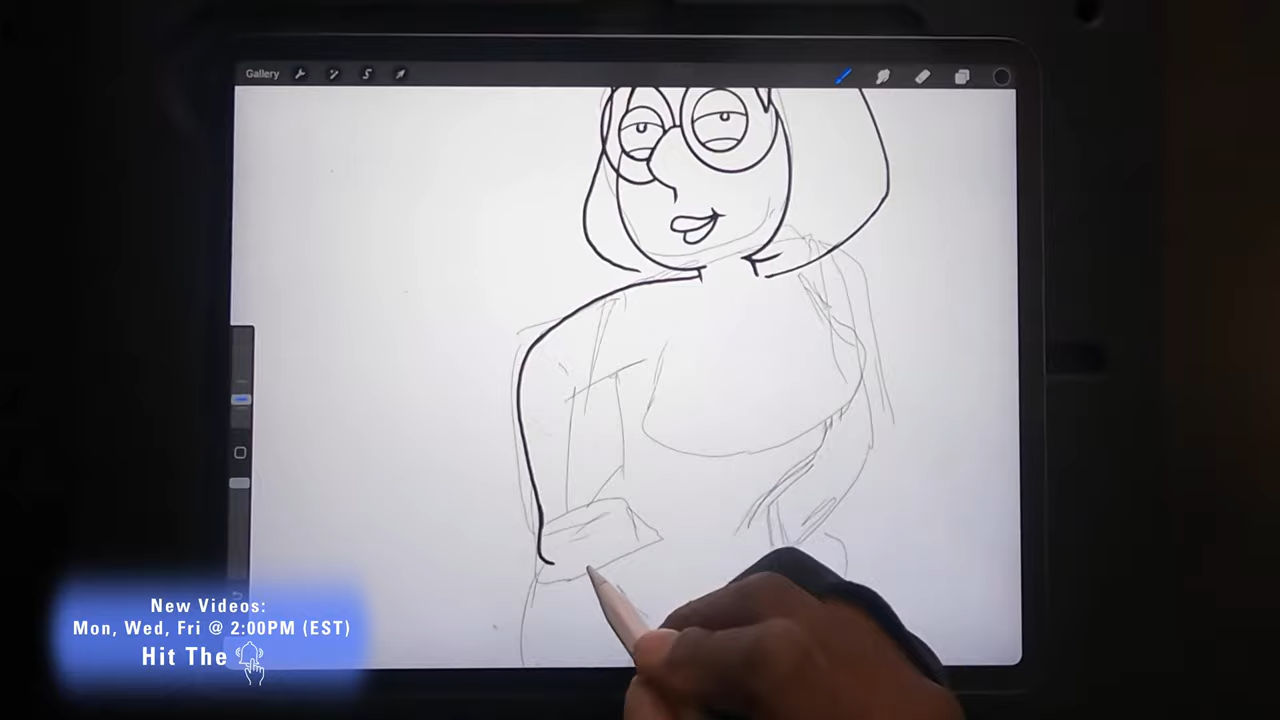 Gallery
New Videos:
Mon, Wed, Fri @ 2:00PM (EST)
Hit The